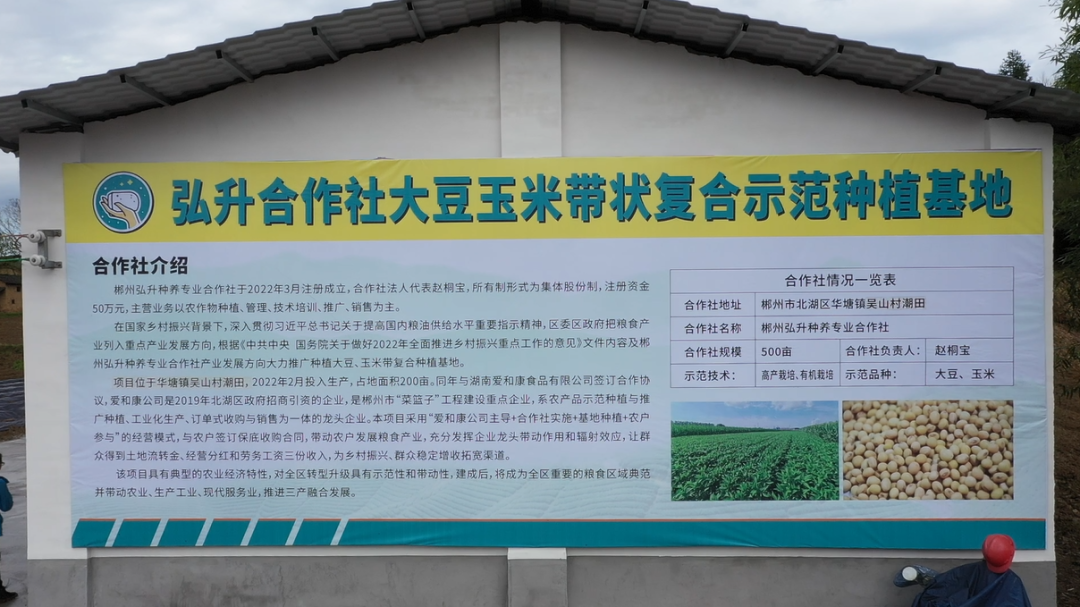 弘升合作社大豆玉米带状复合示范种植基地
合作社介绍
郴州弘升种养专业合作社于2022年3月注册成立,合作社法人代表赵桐宝,所有制形式为集体股份制,注册资金
50万元,主营业务以农作物种植、管理、技术培训、推广、销售为主。
在国家乡村振兴背景下,深入贯彻习近平总书记关于提高国内粮油供给水平重要指示精神,区委区政府把粮食产
业列入重点产业发展方向,根据《中共中央 国务院关于做好2022年全面推进乡村振兴重点工作的意见》文件内容及郴
州弘升种养专业合作社产业发展方向大力推广种植大豆、玉米带复合种植基地。
项目位于华塘镇吴山村潮田,2022年2月投入生产,占地面积200亩。同年与湖南爱和康食品有限公司签订合作协
议,爱和康公司是2019年北湖区政府招商引资的企业,是郴州市“菜篮子”工程建设重点企业,系农产品示范种植与推
广种植、工业化生产、订单式收购与销售为一体的龙头企业。本项目采用“爱和康公司主导+合作社实施+基地种植+农户
参与”的经营模式,与农户签订保底收购合同,带动农户发展粮食产业,充分发挥企业龙头带动作用和辐射效应,让群
众得到土地流转金、经营分红和劳务工资三份收入,为乡村振兴、群众稳定增收拓宽渠道。
该项目具有典型的农业经济特性,对全区转型升级具有示范性和带动性,建成后,将成为全区重要的粮食区域典范
并带动农业、生产工业、现代服务业,推进三产融合发展。
合作社情况一览表
合作社地址 郴州市北湖区华塘镇吴山村潮田
合作社名称 郴州弘升种养专业合作社
合作社规模 500亩 合作社负责人: 赵桐宝
示范技术: 高产栽培、有机栽培 示范品种: 大豆、玉米